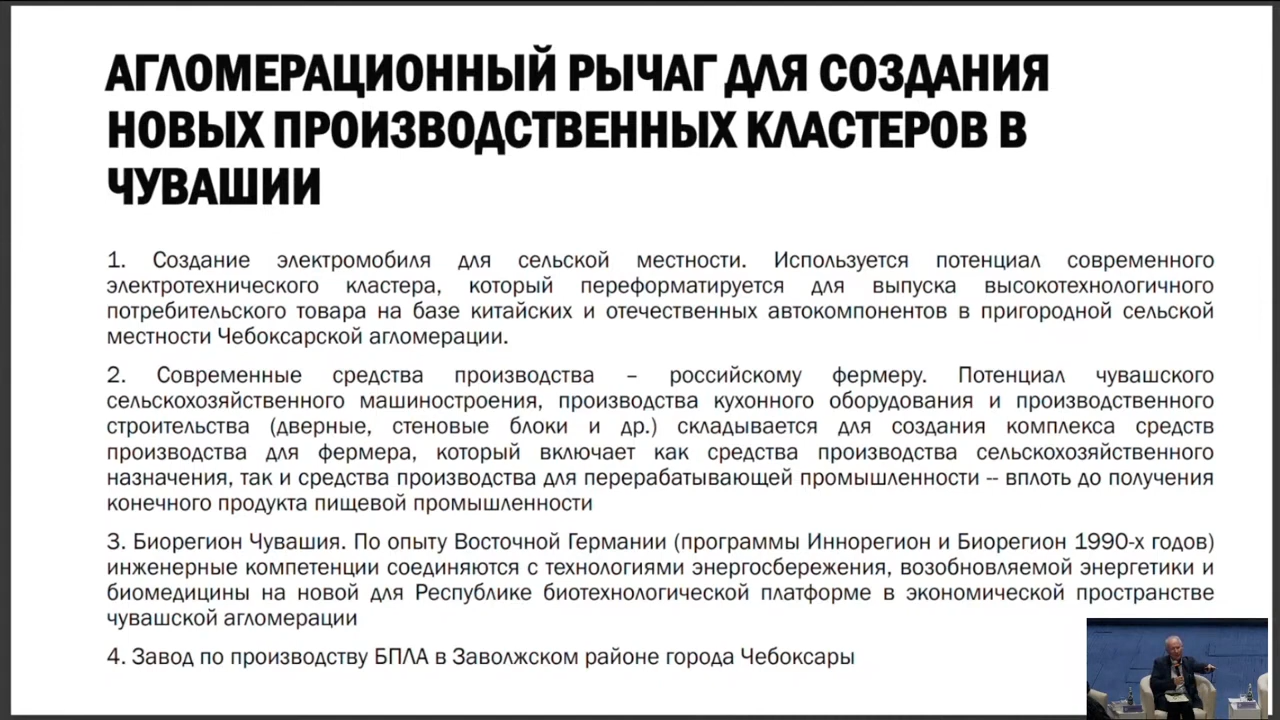 АГЛОМЕРАЦИОННЫЙ РЫЧАГ ДЛЯ СОЗДАНИЯ
НОВЫХ ПРОИЗВОДСТВЕННЫХ КЛАСТЕРОВ В
ЧУВАШИИ
1. Создание электромобиля для сельской местности. Используется потенциал современного
электротехнического кластера, который переформатируется для выпуска высокотехнологичного
потребительского товара на базе китайских и отечественных автокомпонентов в пригородной сельской
местности Чебоксарской агломерации.
2. Современные средства производства – российскому фермеру. Потенциал чувашского
сельскохозяйственного машиностроения, производства кухонного оборудования и производственного
строительства (дверные, стеновые блоки и др.) складывается для создания комплекса средств
производства для фермера, который включает как средства производства сельскохозяйственного
назначения, так и средства производства для перерабатывающей промышленности -- вплоть до получения
конечного продукта пищевой промышленности
3. Биорегион Чувашия. По опыту Восточной Германии (программы Иннорегион и Биорегион 1990-х годов)
инженерные компетенции соединяются с технологиями энергосбережения, возобновляемой энергетики и
биомедицины на новой для Республике биотехнологической платформе в экономической пространстве
чувашской агломерации
4. Завод по производству БПЛА в Заволжском районе города Чебоксары